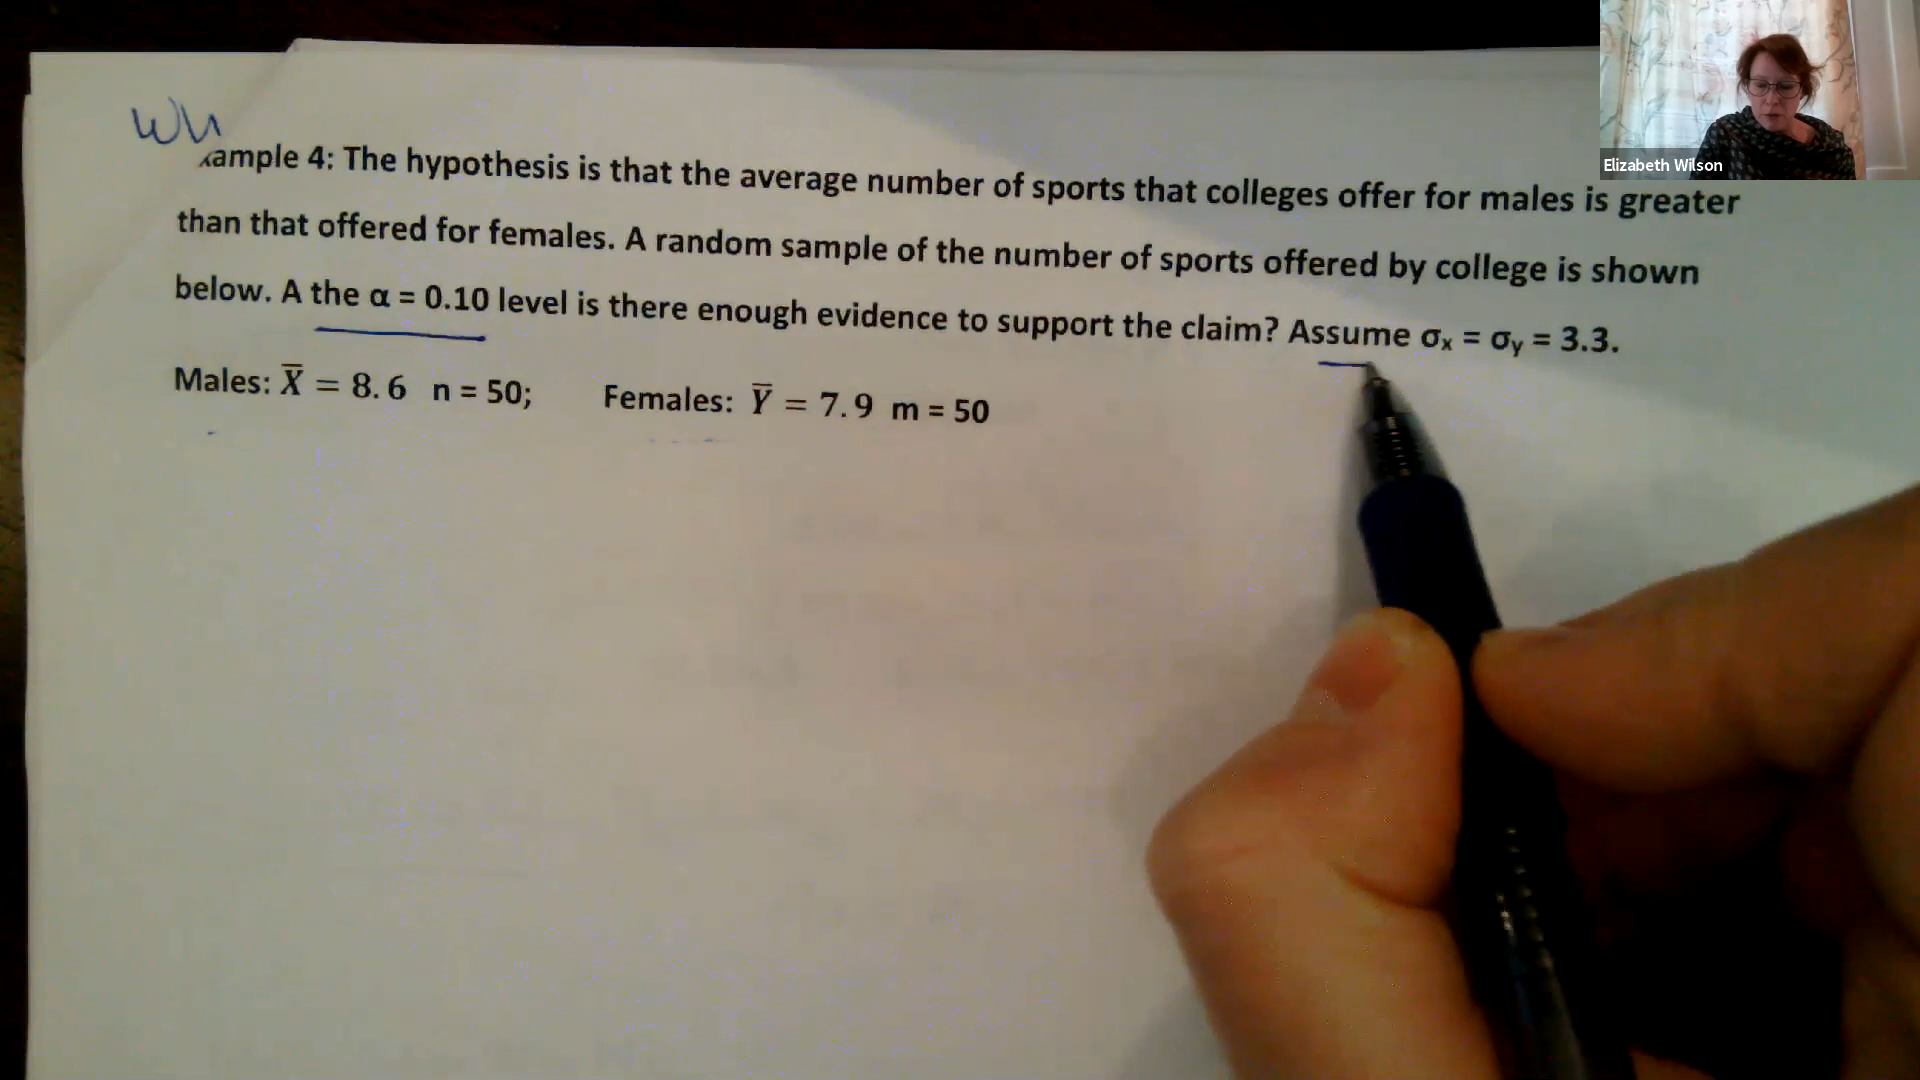 xample 4: The hypothesis is that the average number of sports that colleges offer for males is greater
than that offered for females. A random sample of the number of sports offered by college is shown
below. A the α = 0.10 level is there enough evidence to support the claim? Assume σₓ = σᵧ = 3.3.
Males: X̅ = 8.6 n = 50; Females: Y̅ = 7.9 m = 50
Elizabeth Wilson